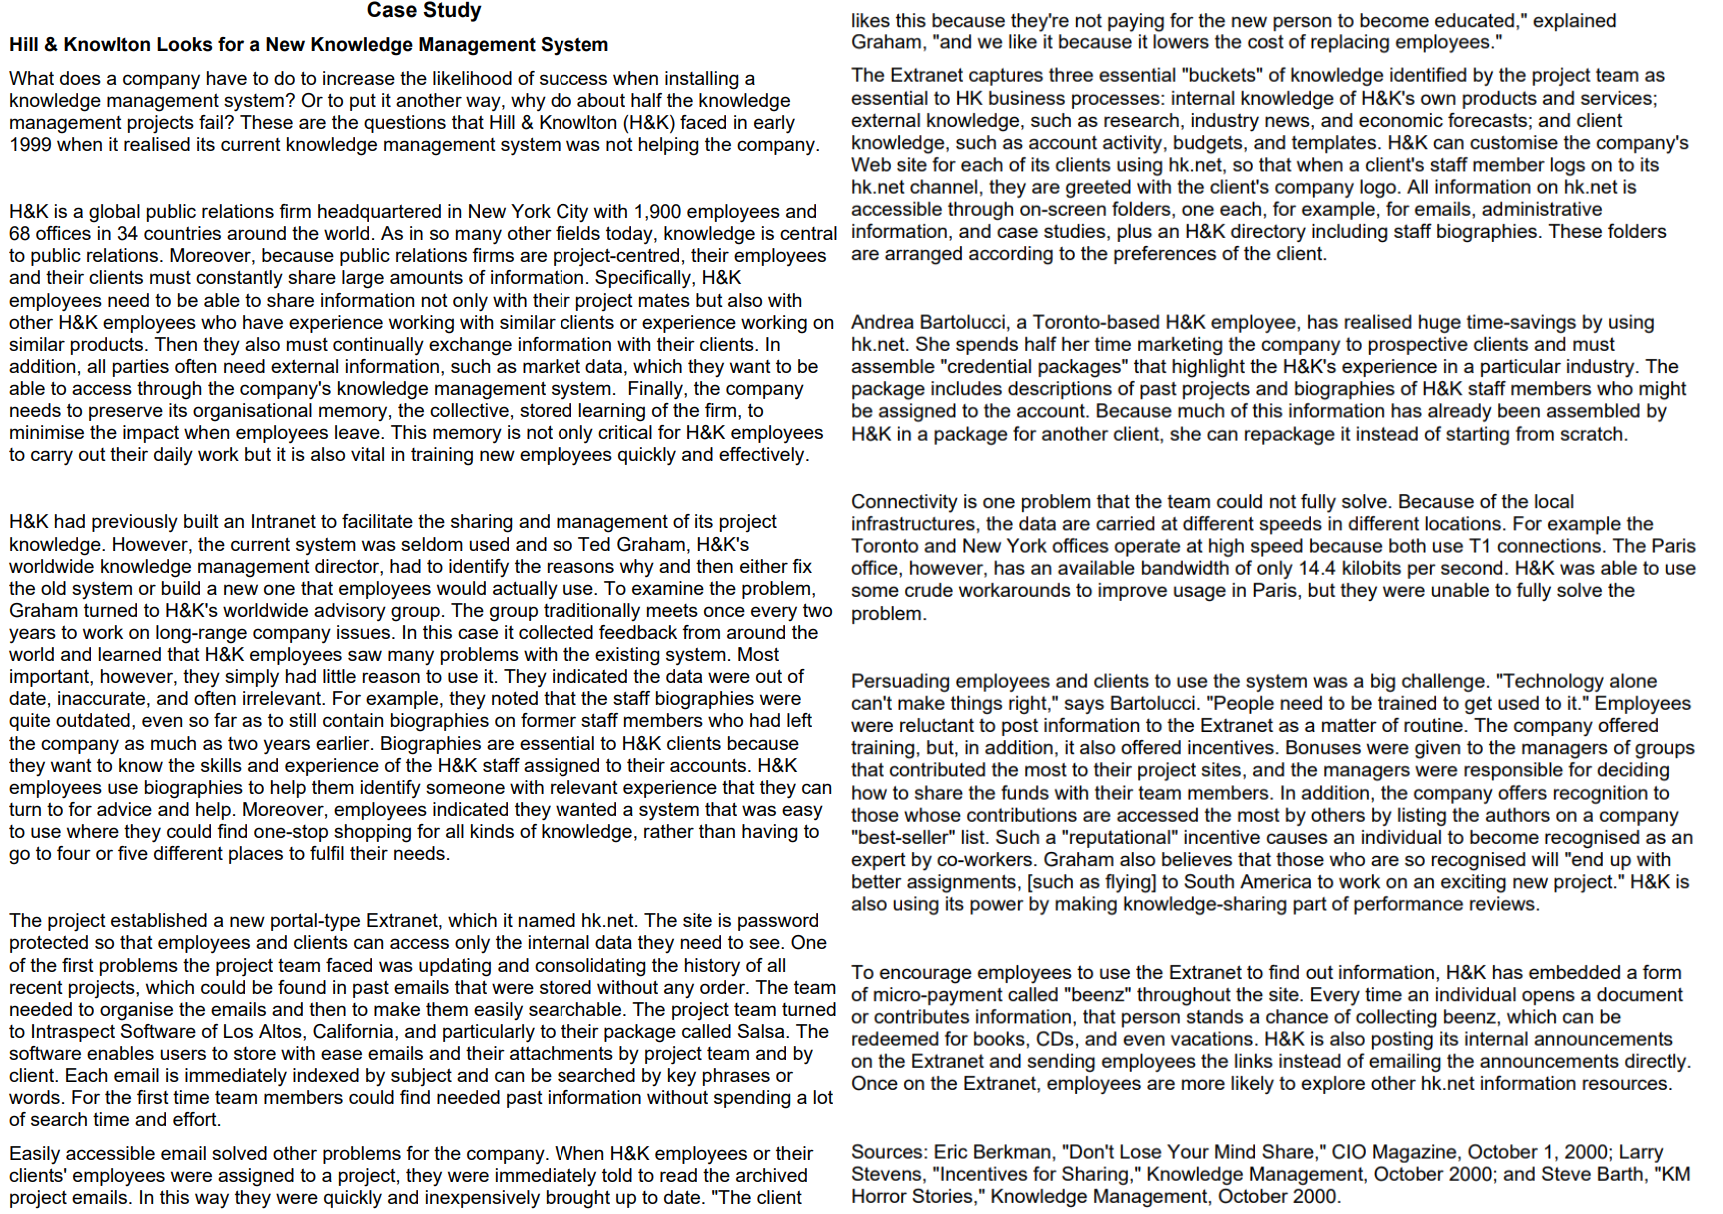 Case Study
Hill & Knowlton Looks for a New Knowledge Management System
What does a company have to do to increase the likelihood of success when installing a
knowledge management system? Or to put it another way, why do about half the knowledge
management projects fail? These are the questions that Hill & Knowlton (H&K) faced in early
1999 when it realised its current knowledge management system was not helping the company.
H&K is a global public relations firm headquartered in New York City with 1,900 employees and
68 offices in 34 countries around the world. As in so many other fields today, knowledge is central
to public relations. Moreover, because public relations firms are project-centred, their employees
and their clients must constantly share large amounts of information. Specifically, H&K
employees need to be able to share information not only with their project mates but also with
other H&K employees who have experience working with similar clients or experience working on
similar products. Then they also must continually exchange information with their clients. In
addition, all parties often need external information, such as market data, which they want to be
able to access through the company's knowledge management system.  Finally, the company
needs to preserve its organisational memory, the collective, stored learning of the firm, to
minimise the impact when employees leave. This memory is not only critical for H&K employees
to carry out their daily work but it is also vital in training new employees quickly and effectively.
H&K had previously built an Intranet to facilitate the sharing and management of its project
knowledge. However, the current system was seldom used and so Ted Graham, H&K's
worldwide knowledge management director, had to identify the reasons why and then either fix
the old system or build a new one that employees would actually use. To examine the problem,
Graham turned to H&K's worldwide advisory group. The group traditionally meets once every two
years to work on long-range company issues. In this case it collected feedback from around the
world and learned that H&K employees saw many problems with the existing system. Most
important, however, they simply had little reason to use it. They indicated the data were out of
date, inaccurate, and often irrelevant. For example, they noted that the staff biographies were
quite outdated, even so far as to still contain biographies on former staff members who had left
the company as much as two years earlier. Biographies are essential to H&K clients because
they want to know the skills and experience of the H&K staff assigned to their accounts. H&K
employees use biographies to help them identify someone with relevant experience that they can
turn to for advice and help. Moreover, employees indicated they wanted a system that was easy
to use where they could find one-stop shopping for all kinds of knowledge, rather than having to
go to four or five different places to fulfil their needs.
The project established a new portal-type Extranet, which it named hk.net. The site is password
protected so that employees and clients can access only the internal data they need to see. One
of the first problems the project team faced was updating and consolidating the history of all
recent projects, which could be found in past emails that were stored without any order. The team
needed to organise the emails and then to make them easily searchable. The project team turned
to Intraspect Software of Los Altos, California, and particularly to their package called Salsa. The
software enables users to store with ease emails and their attachments by project team and by
client. Each email is immediately indexed by subject and can be searched by key phrases or
words. For the first time team members could find needed past information without spending a lot
of search time and effort.
Easily accessible email solved other problems for the company. When H&K employees or their
clients' employees were assigned to a project, they were immediately told to read the archived
project emails. In this way they were quickly and inexpensively brought up to date. "The client
likes this because they're not paying for the new person to become educated," explained
Graham, "and we like it because it lowers the cost of replacing employees."
The Extranet captures three essential "buckets" of knowledge identified by the project team as
essential to HK business processes: internal knowledge of H&K's own products and services;
external knowledge, such as research, industry news, and economic forecasts; and client
knowledge, such as account activity, budgets, and templates. H&K can customise the company's
Web site for each of its clients using hk.net, so that when a client's staff member logs on to its
hk.net channel, they are greeted with the client's company logo. All information on hk.net is
accessible through on-screen folders, one each, for example, for emails, administrative
information, and case studies, plus an H&K directory including staff biographies. These folders
are arranged according to the preferences of the client.
Andrea Bartolucci, a Toronto-based H&K employee, has realised huge time-savings by using
hk.net. She spends half her time marketing the company to prospective clients and must
assemble "credential packages" that highlight the H&K's experience in a particular industry. The
package includes descriptions of past projects and biographies of H&K staff members who might
be assigned to the account. Because much of this information has already been assembled by
H&K in a package for another client, she can repackage it instead of starting from scratch.
Connectivity is one problem that the team could not fully solve. Because of the local
infrastructures, the data are carried at different speeds in different locations. For example the
Toronto and New York offices operate at high speed because both use T1 connections. The Paris
office, however, has an available bandwidth of only 14.4 kilobits per second. H&K was able to use
some crude workarounds to improve usage in Paris, but they were unable to fully solve the
problem.
Persuading employees and clients to use the system was a big challenge. "Technology alone
can't make things right," says Bartolucci. "People need to be trained to get used to it." Employees
were reluctant to post information to the Extranet as a matter of routine. The company offered
training, but, in addition, it also offered incentives. Bonuses were given to the managers of groups
that contributed the most to their project sites, and the managers were responsible for deciding
how to share the funds with their team members. In addition, the company offers recognition to
those whose contributions are accessed the most by others by listing the authors on a company
"best-seller" list. Such a "reputational" incentive causes an individual to become recognised as an
expert by co-workers. Graham also believes that those who are so recognised will "end up with
better assignments, [such as flying] to South America to work on an exciting new project." H&K is
also using its power by making knowledge-sharing part of performance reviews.
To encourage employees to use the Extranet to find out information, H&K has embedded a form
of micro-payment called "beenz" throughout the site. Every time an individual opens a document
or contributes information, that person stands a chance of collecting beenz, which can be
redeemed for books, CDs, and even vacations. H&K is also posting its internal announcements
on the Extranet and sending employees the links instead of emailing the announcements directly.
Once on the Extranet, employees are more likely to explore other hk.net information resources.
Sources: Eric Berkman, "Don't Lose Your Mind Share," CIO Magazine, October 1, 2000; Larry
Stevens, "Incentives for Sharing," Knowledge Management, October 2000; and Steve Barth, "KM
Horror Stories," Knowledge Management, October 2000.